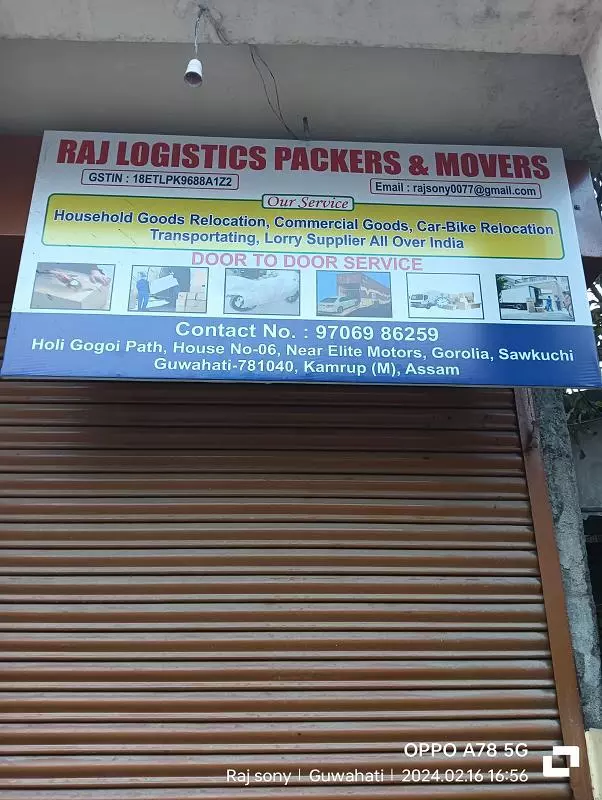 RAJ LOGISTICS PACKERS & MOVERS
GSTIN : 18ETLPK9688A1Z2
Email : rajsony0077@gmail.com
Our Service
Household Goods Relocation, Commercial Goods, Car-Bike Relocation
Transportating, Lorry Supplier All Over India
DOOR TO DOOR SERVICE
Contact No. : 97069 86259
Holi Gogoi Path, House No-06, Near Elite Motors, Gorolia, Sawkuchi
Guwahati-781040, Kamrup (M), Assam
OPPO A78 5G
Raj sony | Guwahati | 2024.02.16 16:56